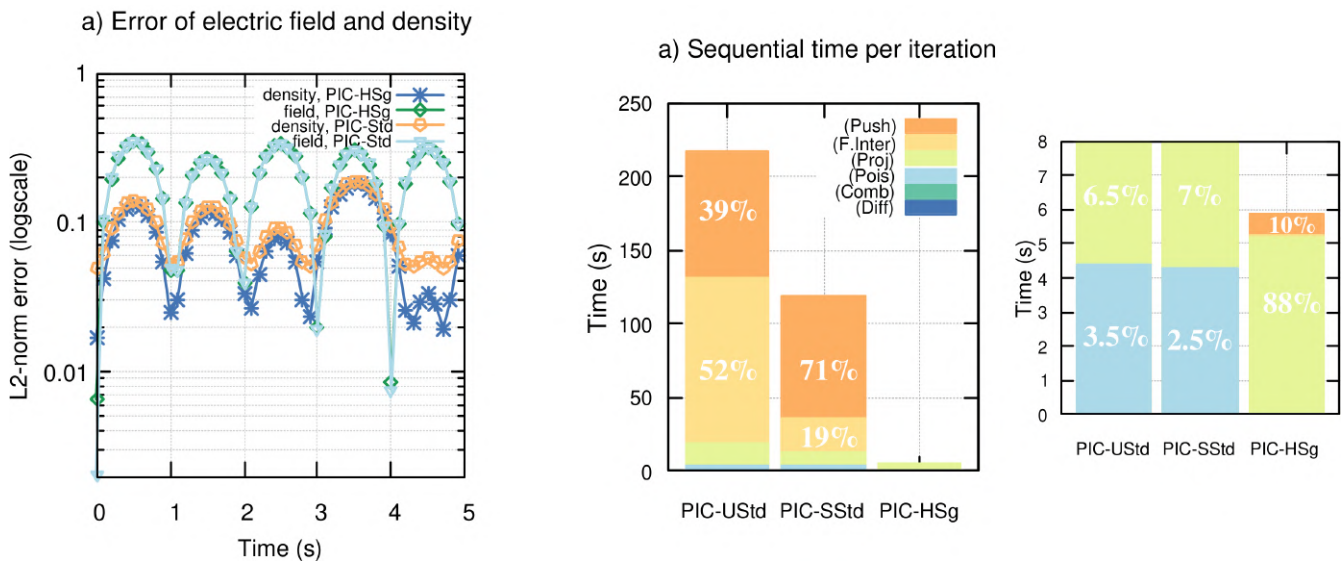 a) Error of electric field and density
1
0.1
0.01
L2-norm error (logscale)
density, PIC-HSg
field, PIC-HSg
density, PIC-Std
field, PIC-Std
0 1 2 3 4 5
Time (s)
a) Sequential time per iteration
250
200
150
100
50
0
Time (s)
(Push)
(F.Inter)
(Proj)
(Pois)
(Comb)
(Diff)
39%
52%
71%
19%
PIC-UStd PIC-SStd PIC-HSg
8
7
6
5
4
3
2
1
0
Time (s)
6.5% 7% 10%
3.5% 2.5% 88%
PIC-UStd PIC-SStd PIC-HSg